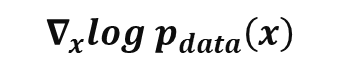 ∇ₓlog p_data(x)